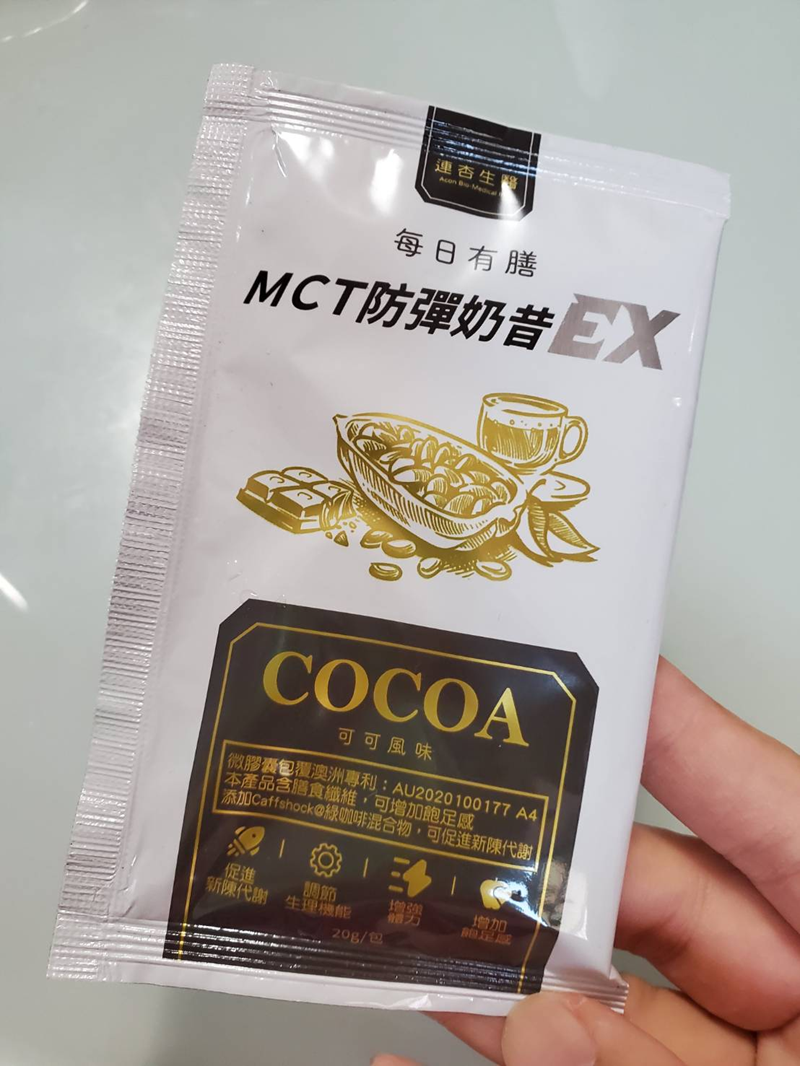 連杏生醫
Acon Bio-Medical
每日有膳
MCT防彈奶昔EX
COCOA
可可風味
微膠囊包覆澳洲專利：AU2020100177 A4
本產品含膳食纖維，可增加飽足感
添加Caffshock@綠咖啡混合物，可促進新陳代謝
促進
新陳代謝
調節
生理機能
增強
體力
增加
飽足感
20g/包